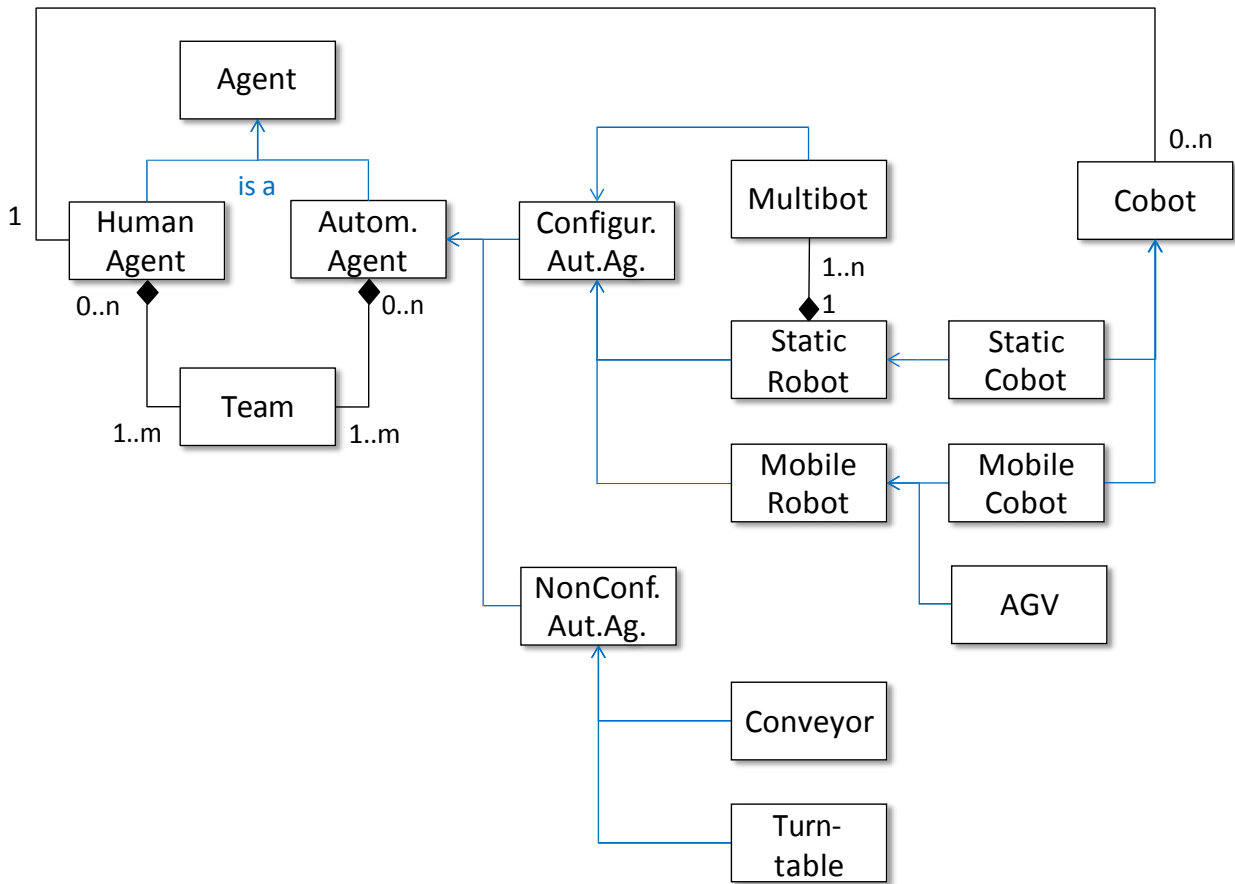 Agent
0..n
is a
Multibot
Cobot
1
Human
Agent
Autom.
Agent
Configur.
Aut.Ag.
1..n
0..n
0..n
1
Static
Robot
Static
Cobot
Team
1..m
1..m
Mobile
Robot
Mobile
Cobot
NonConf.
Aut.Ag.
AGV
Conveyor
Turn-
table